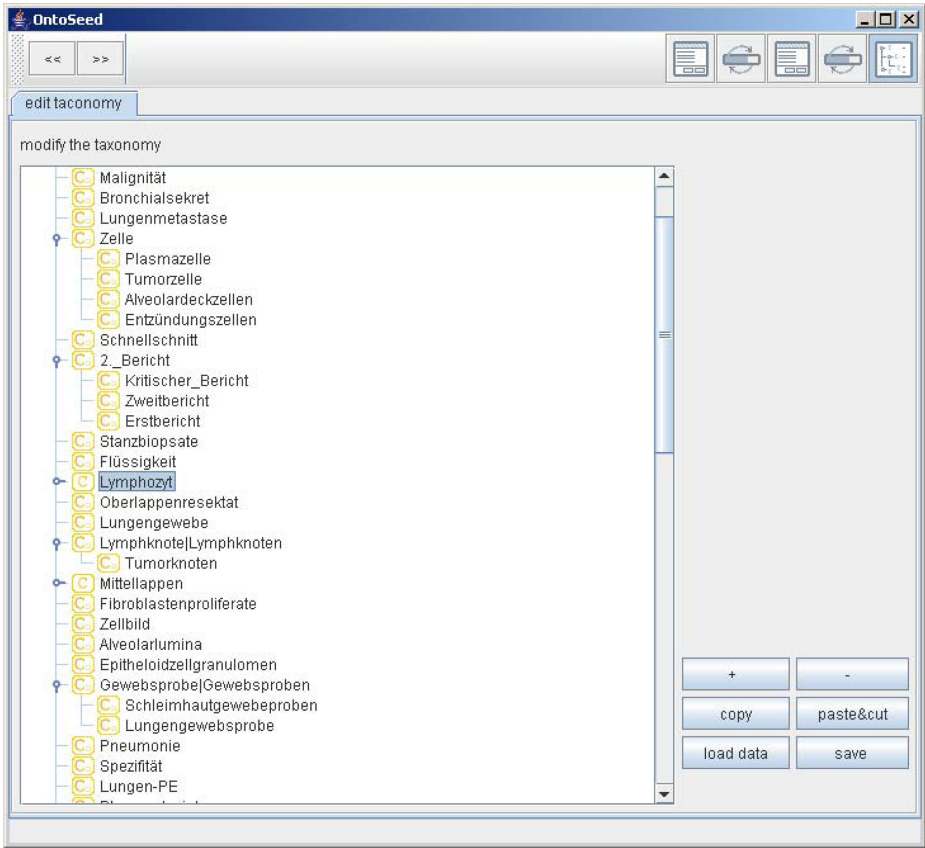 OntoSeed
<< >>
edit taconomy
modify the taxonomy
Malignität
Bronchialsekret
Lungenmetastase
Zelle
Plasmazelle
Tumorzelle
Alveolardeckzellen
Entzündungszellen
Schnellschnitt
2._Bericht
Kritischer_Bericht
Zweitbericht
Erstbericht
Stanzbiopsate
Flüssigkeit
Lymphozyt
Oberlappenresektat
Lungengewebe
Lymphknote|Lymphknoten
Tumorknoten
Mittellappen
Fibroblastenproliferate
Zellbild
Alveolarlumina
Epitheloidzellgranulomen
Gewebsprobe|Gewebsproben
Schleimhautgewebeproben
Lungengewebsprobe
Pneumonie
Spezifität
Lungen-PE
+ -
copy paste&cut
load data save